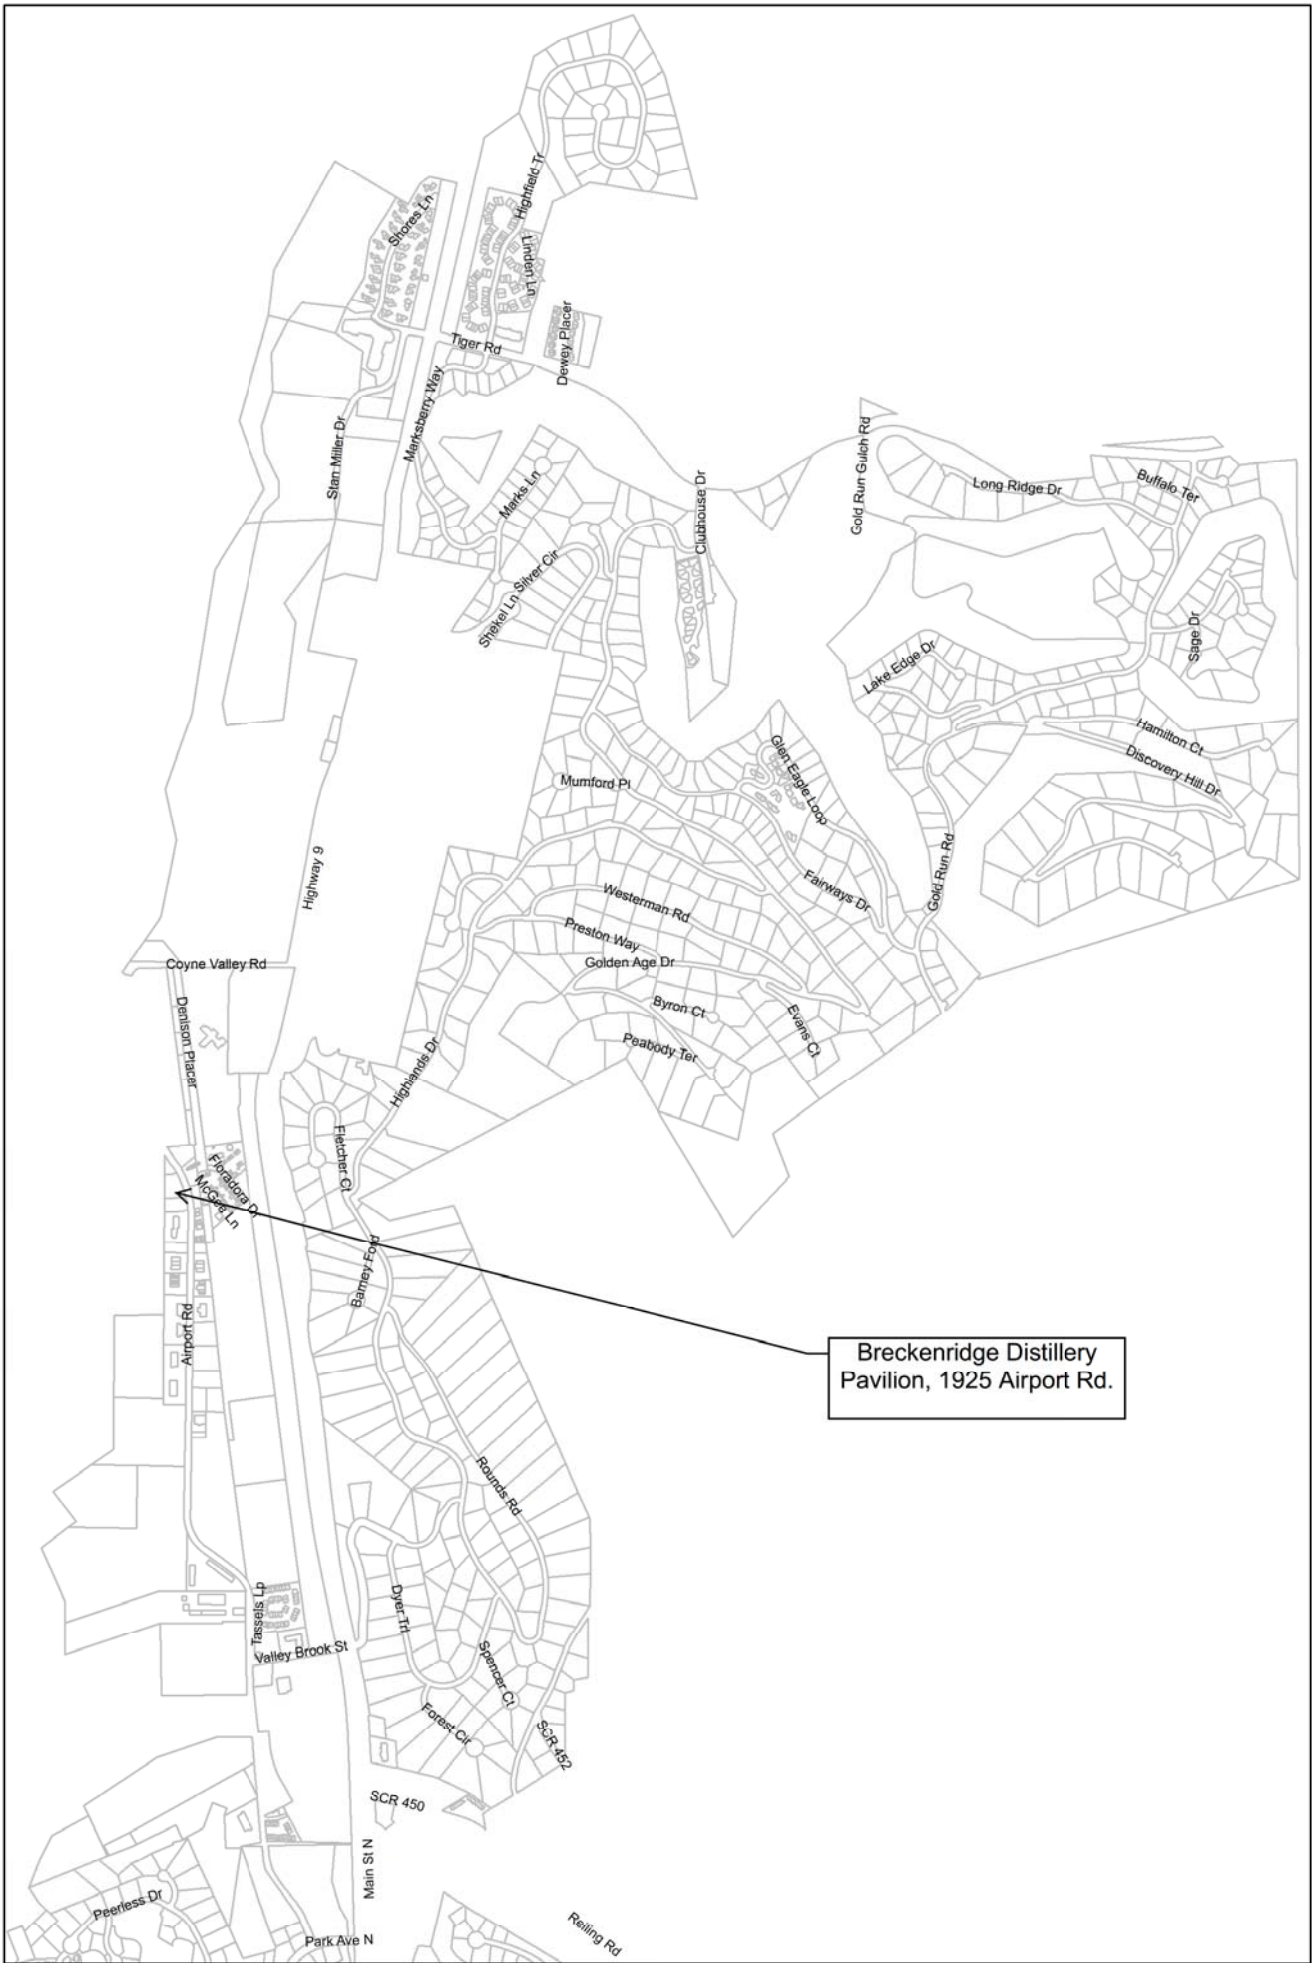 Highfield Tr
Shores Ln
Linden Ln
Dewey Placer
Tiger Rd
Marksberry Way
Stan Miller Dr
Gold Run Gulch Rd
Clubhouse Dr
Marks Ln
Long Ridge Dr
Buffalo Ter
Silver Cir
Shekel Ln
Sage Dr
Lake Edge Dr
Hamilton Ct
Discovery Hill Dr
Glen Eagle Loop
Mumford Pl
Highway 9
Gold Run Rd
Fairways Dr
Westerman Rd
Preston Way
Golden Age Dr
Coyne Valley Rd
Byron Ct
Evans Ct
Denison Placer
Peabody Ter
Highlands Dr
Fletcher Ct
Floradora Dr
McGee Ln
Barney Ford
Airport Rd
Breckenridge Distillery
Pavilion, 1925 Airport Rd.
Rounds Rd
Tassels Lp
Dyer Trl
Valley Brook St
Spencer Ct
Forest Cir
SCR 452
SCR 450
Main St N
Peerless Dr
Park Ave N
Reiling Rd